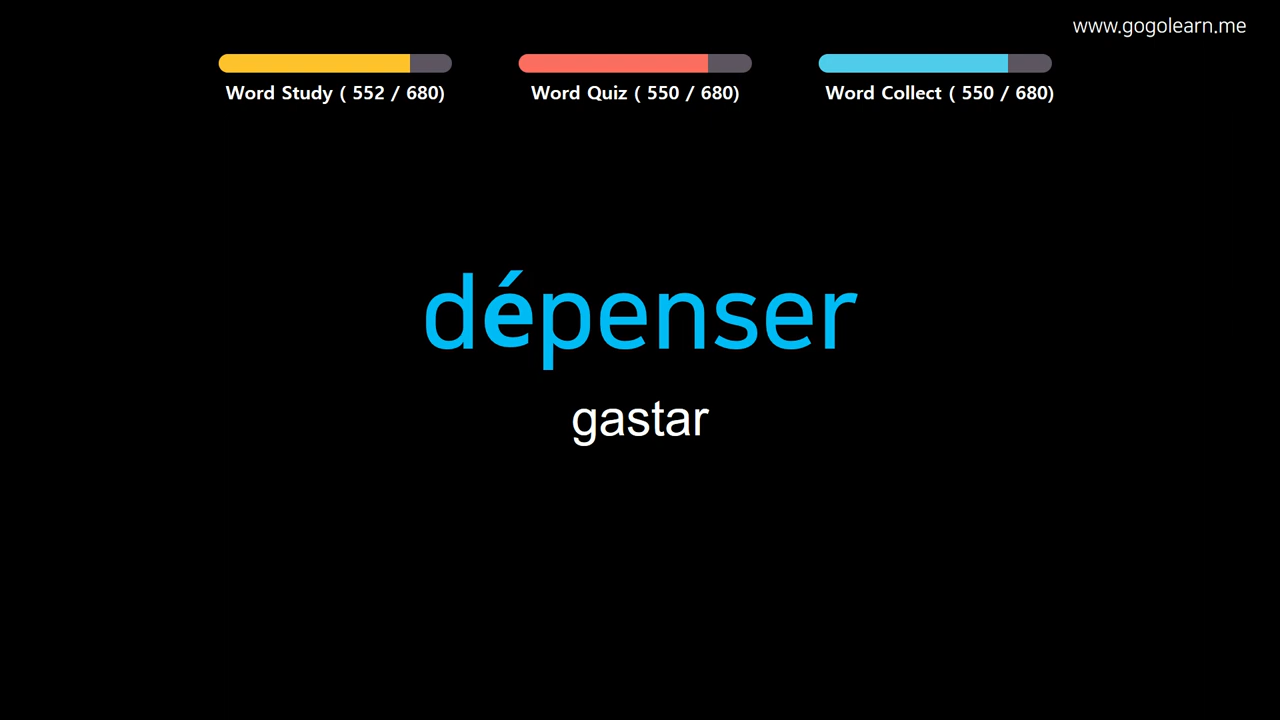 www.gogolearn.me
Word Study ( 552 / 680)
Word Quiz ( 550 / 680)
Word Collect ( 550 / 680)
dépenser
gastar